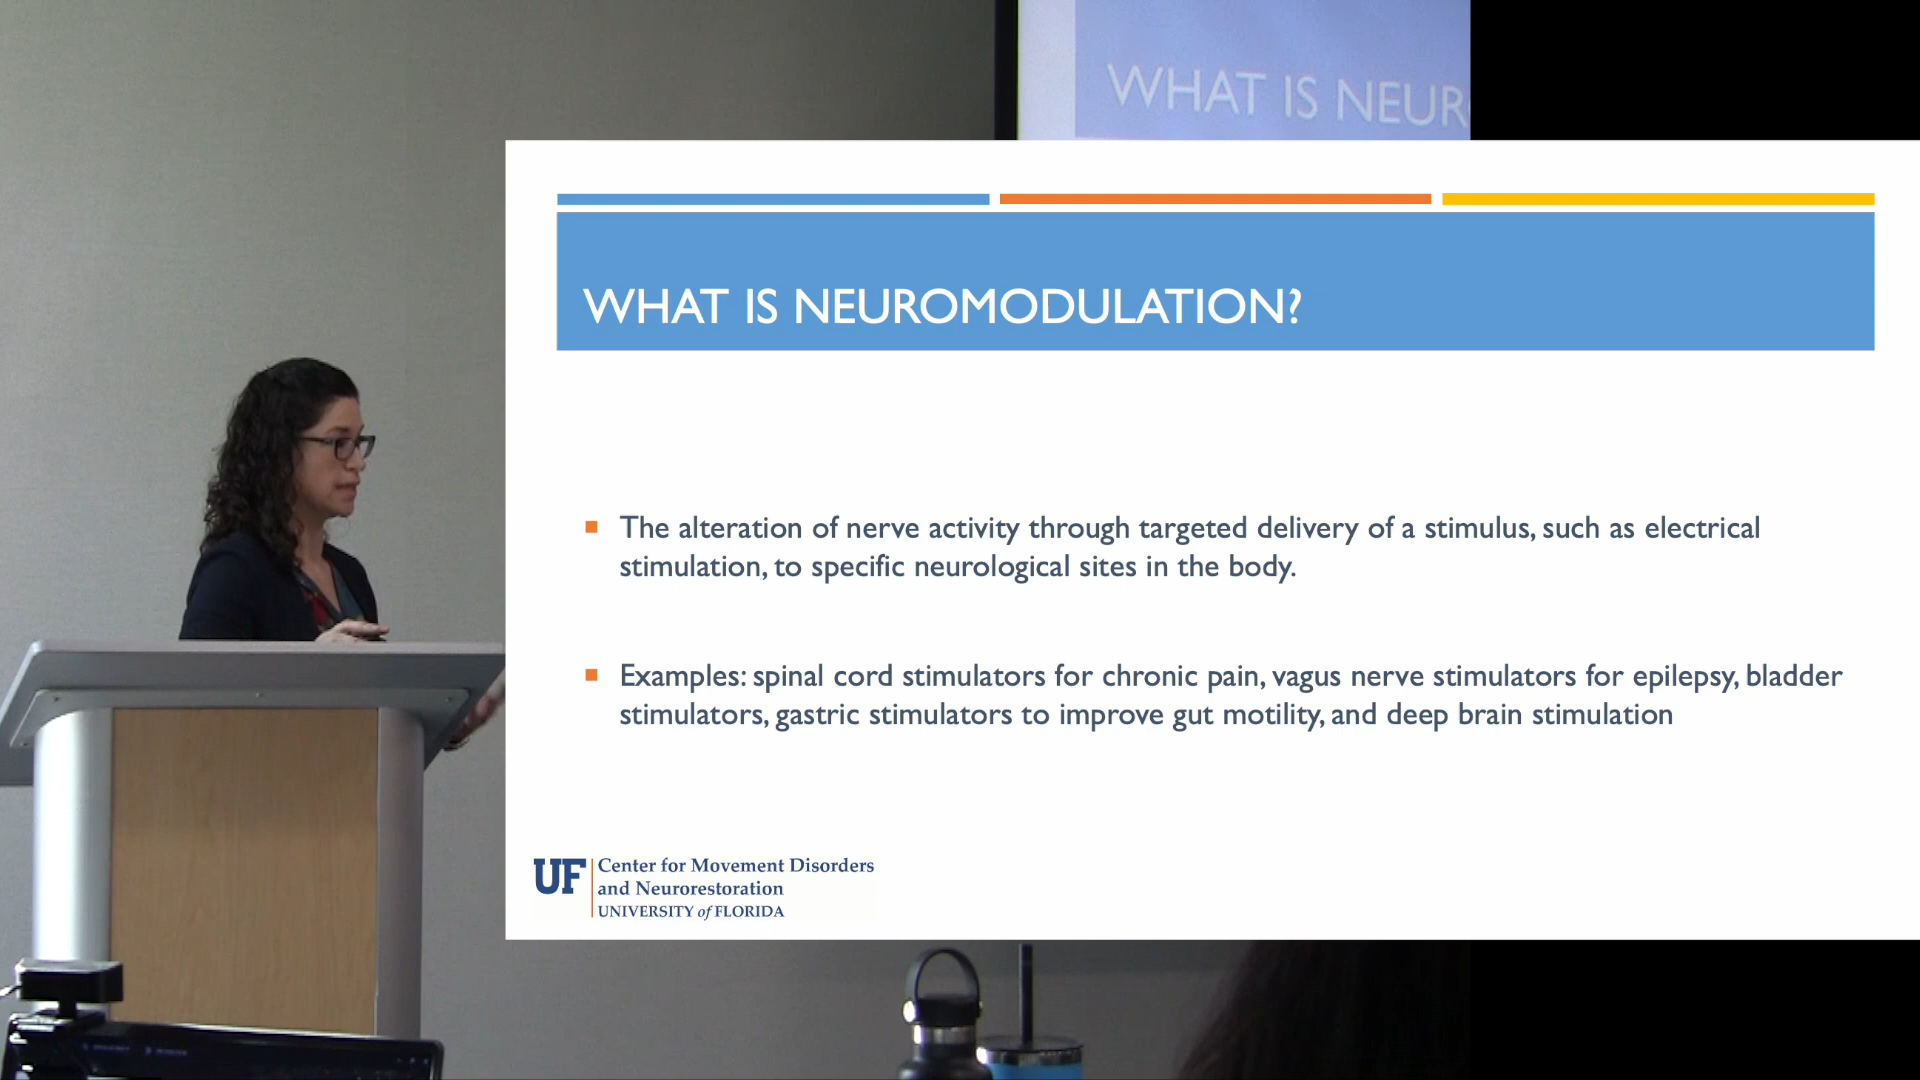 WHAT IS NEUR
WHAT IS NEUROMODULATION?
The alteration of nerve activity through targeted delivery of a stimulus, such as electrical
stimulation, to specific neurological sites in the body.
Examples: spinal cord stimulators for chronic pain, vagus nerve stimulators for epilepsy, bladder
stimulators, gastric stimulators to improve gut motility, and deep brain stimulation
UF
Center for Movement Disorders
and Neurorestoration
UNIVERSITY of FLORIDA